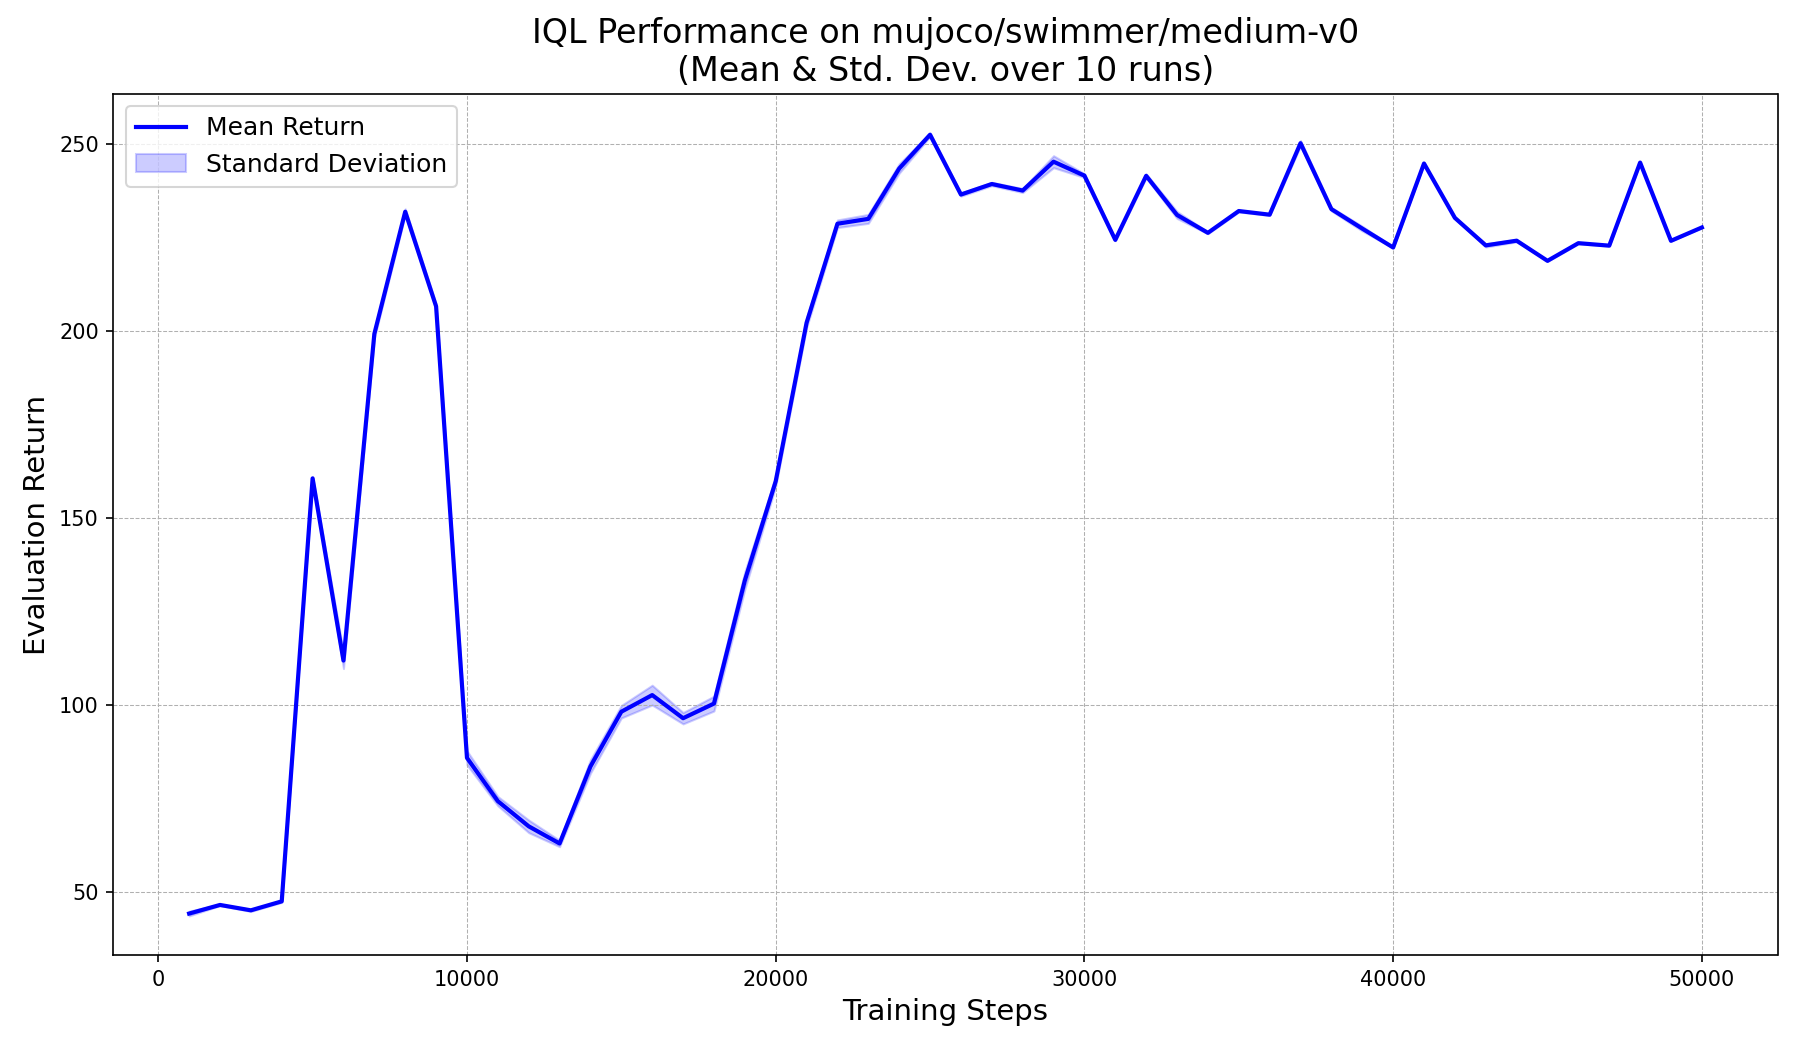 IQL Performance on mujoco/swimmer/medium-v0
(Mean & Std. Dev. over 10 runs)
Mean Return
Standard Deviation
Evaluation Return
250
200
150
100
50
0
10000
20000
30000
40000
50000
Training Steps